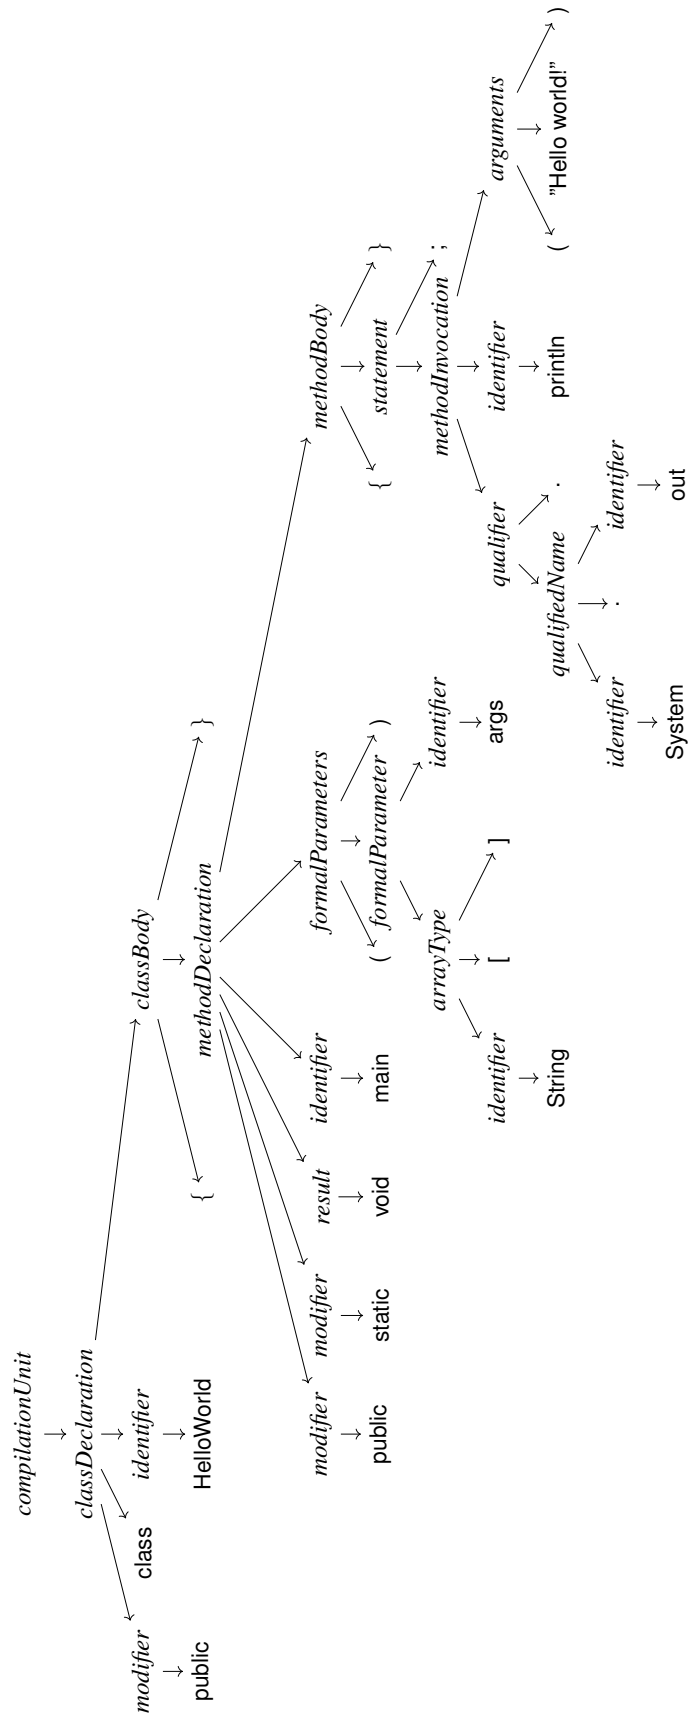 compilationUnit
classDeclaration
modifier
class
identifier
classBody
public
HelloWorld
{
methodDeclaration
}
modifier
modifier
result
identifier
formalParameters
methodBody
public
static
void
main
(
formalParameter
)
{
statement
}
arrayType
identifier
methodInvocation
;
identifier
[
]
args
qualifier
identifier
arguments
String
qualifiedName
.
println
(
”Hello world!”
)
identifier
.
identifier
System
out